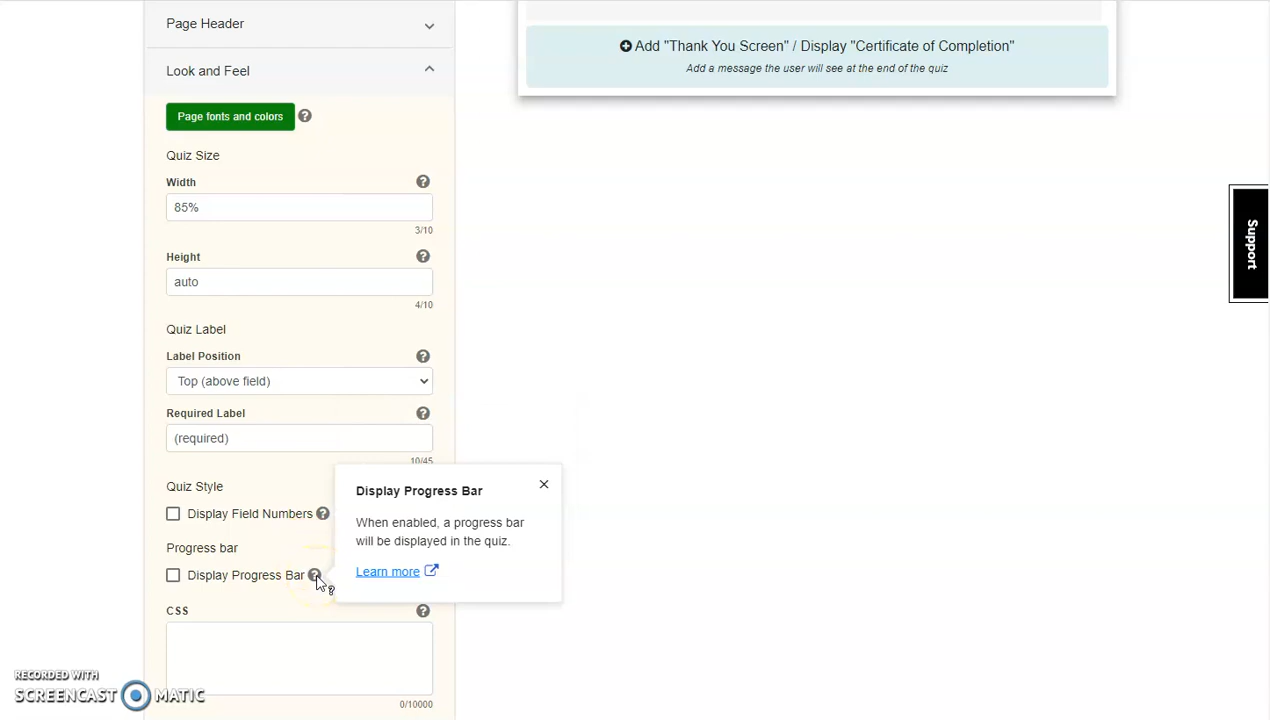 Page Header
Look and Feel
Page fonts and colors
Quiz Size
Width
85%
3/10
Height
auto
4/10
Quiz Label
Label Position
Top (above field)
Required Label
(required)
10/45
Quiz Style
Display Field Numbers
Progress bar
Display Progress Bar
CSS
0/10000
Display Progress Bar
When enabled, a progress bar
will be displayed in the quiz.
Learn more
Add "Thank You Screen" / Display "Certificate of Completion"
Add a message the user will see at the end of the quiz
Support
RECORDED WITH
SCREENCAST MATIC